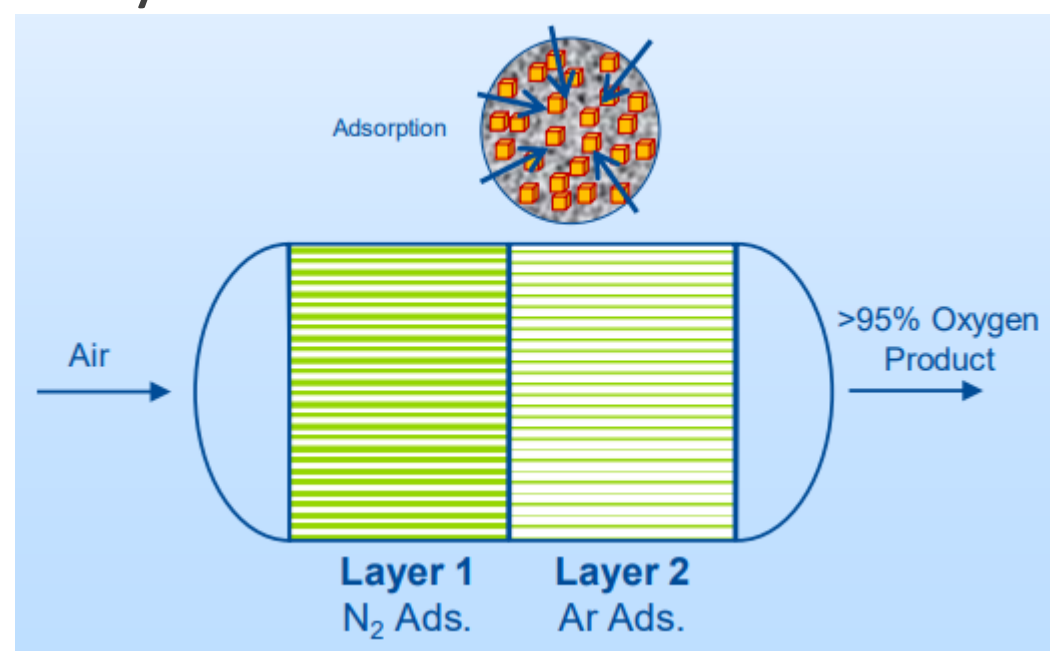 Adsorption
Air
>95% Oxygen
Product
Layer 1
Layer 2
N₂ Ads.
Ar Ads.